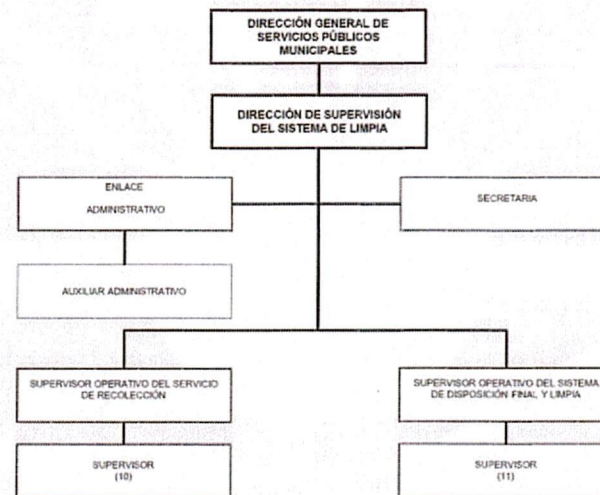 DIRECCIÓN GENERAL DE
SERVICIOS PÚBLICOS
MUNICIPALES
DIRECCIÓN DE SUPERVISIÓN
DEL SISTEMA DE LIMPIA
ENLACE
ADMINISTRATIVO
SECRETARIA
AUXILIAR ADMINISTRATIVO
SUPERVISOR OPERATIVO DEL SERVICIO
DE RECOLECCIÓN
SUPERVISOR OPERATIVO DEL SISTEMA
DE DISPOSICIÓN FINAL Y LIMPIA
SUPERVISOR
(10)
SUPERVISOR
(11)